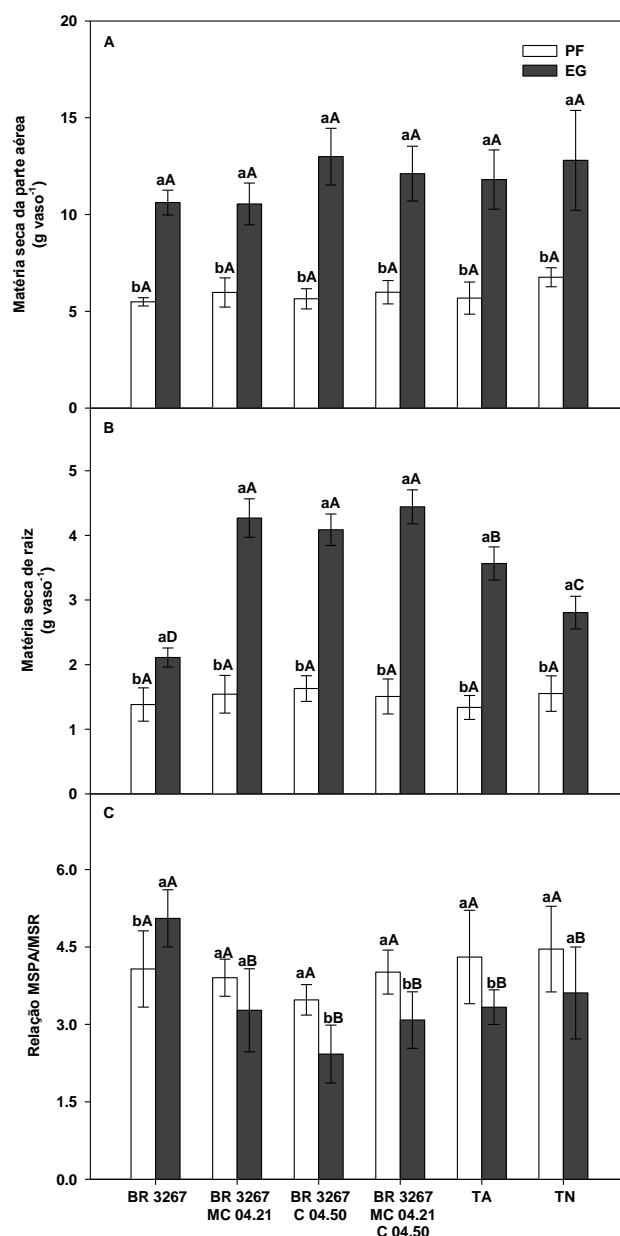 A
PF
EG
20
15
10
5
0
Matéria seca da parte aérea
(g vaso⁻¹)
bA aA bA aA bA aA bA aA bA aA bA aA
B
5
4
3
2
1
0
Matéria seca de raiz
(g vaso⁻¹)
bA aD bA aA bA aA bA aA bA aB bA aC
C
6.0
4.5
3.0
1.5
0.0
Relação MSPA/MSR
bA aA aA aB aA bB aA bB aA bB aA aB
BR 3267
BR 3267
MC 04.21
BR 3267
C 04.50
BR 3267
MC 04.21
C 04.50
TA
TN